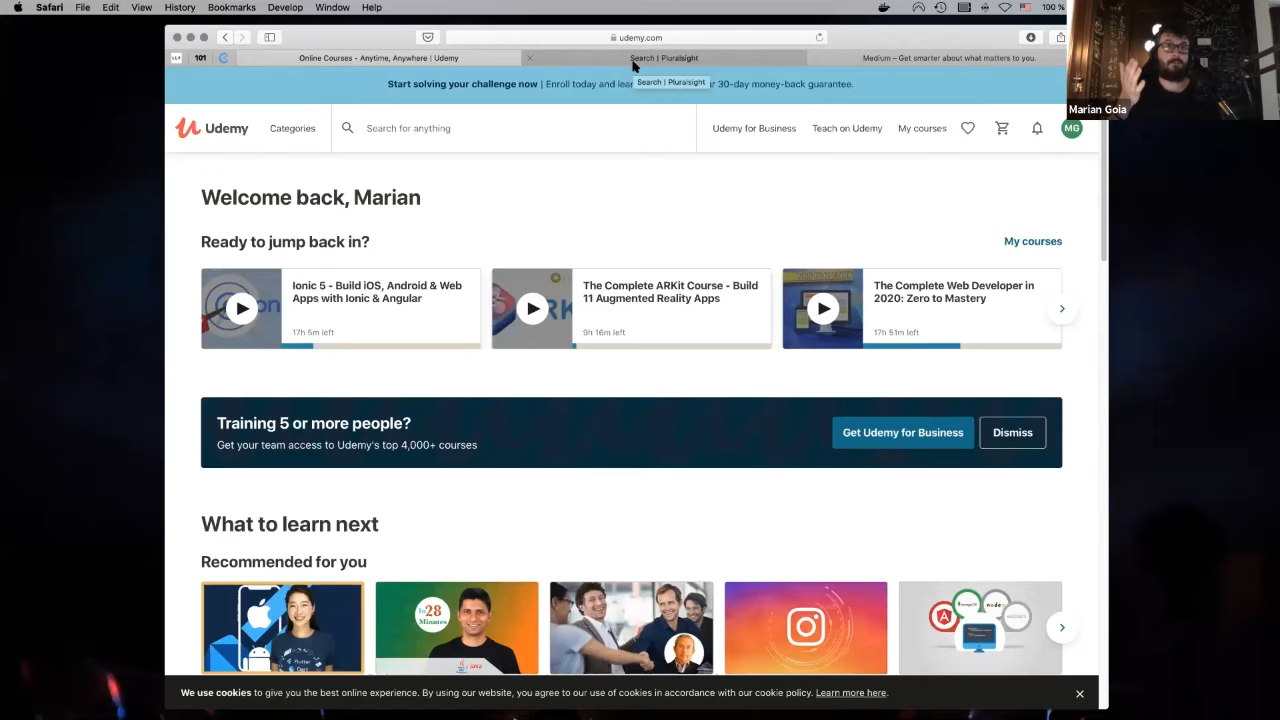 Safari File Edit View History Bookmarks Develop Window Help 100 %
udemy.com
101 Online Courses - Anytime, Anywhere | Udemy Search | Pluralsight Medium – Get smarter about what matters to you.
Start solving your challenge now | Enroll today and lear 30-day money-back guarantee.
Search | Pluralsight
Marian Goia
Udemy Categories Search for anything Udemy for Business Teach on Udemy My courses MG
Welcome back, Marian
Ready to jump back in? My courses
Ionic 5 - Build iOS, Android & Web
Apps with Ionic & Angular
17h 5m left
The Complete ARKit Course - Build
11 Augmented Reality Apps
9h 16m left
The Complete Web Developer in
2020: Zero to Mastery
17h 51m left
Training 5 or more people?
Get your team access to Udemy's top 4,000+ courses
Get Udemy for Business Dismiss
What to learn next
Recommended for you
Flutter
Dart
In 28
Minutes
Java
node
We use cookies to give you the best online experience. By using our website, you agree to our use of cookies in accordance with our cookie policy. Learn more here.